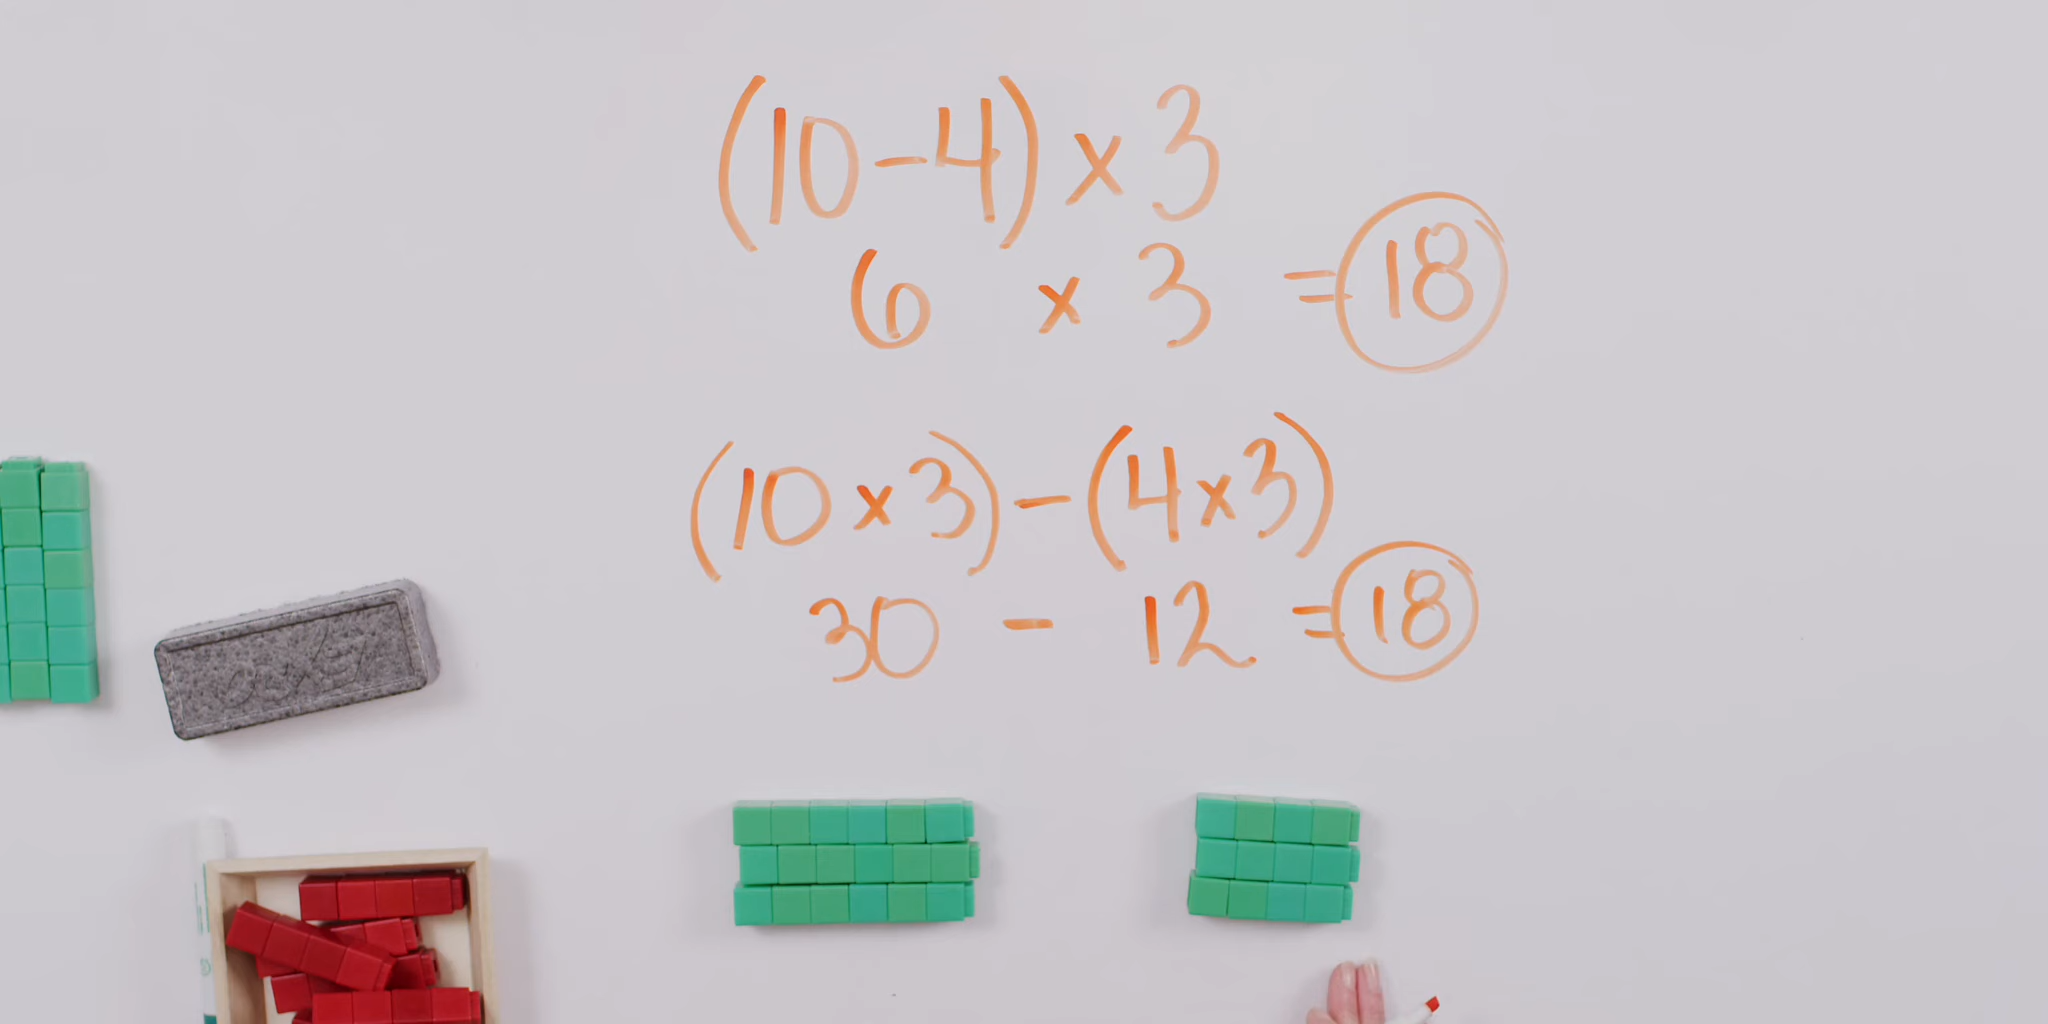 (10-4) × 3
6 × 3 = 18
(10 × 3) - (4 × 3)
30 - 12 = 18